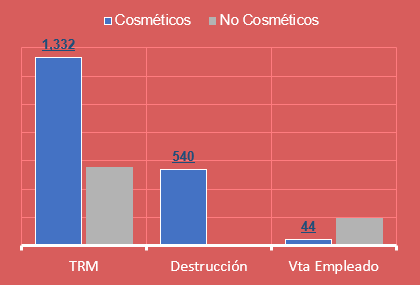 Cosméticos No Cosméticos
1,332
540
44
TRM Destrucción Vta Empleado